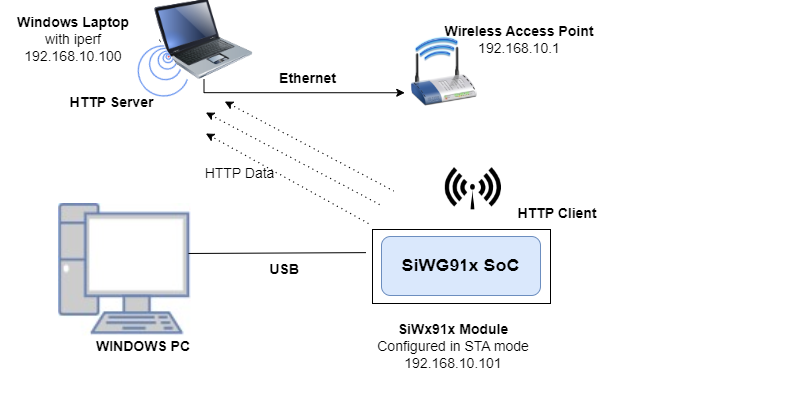 Windows Laptop
with iperf
192.168.10.100
HTTP Server
Ethernet
Wireless Access Point
192.168.10.1
HTTP Data
HTTP Client
SiWG91x SoC
USB
WINDOWS PC
SiWx91x Module
Configured in STA mode
192.168.10.101